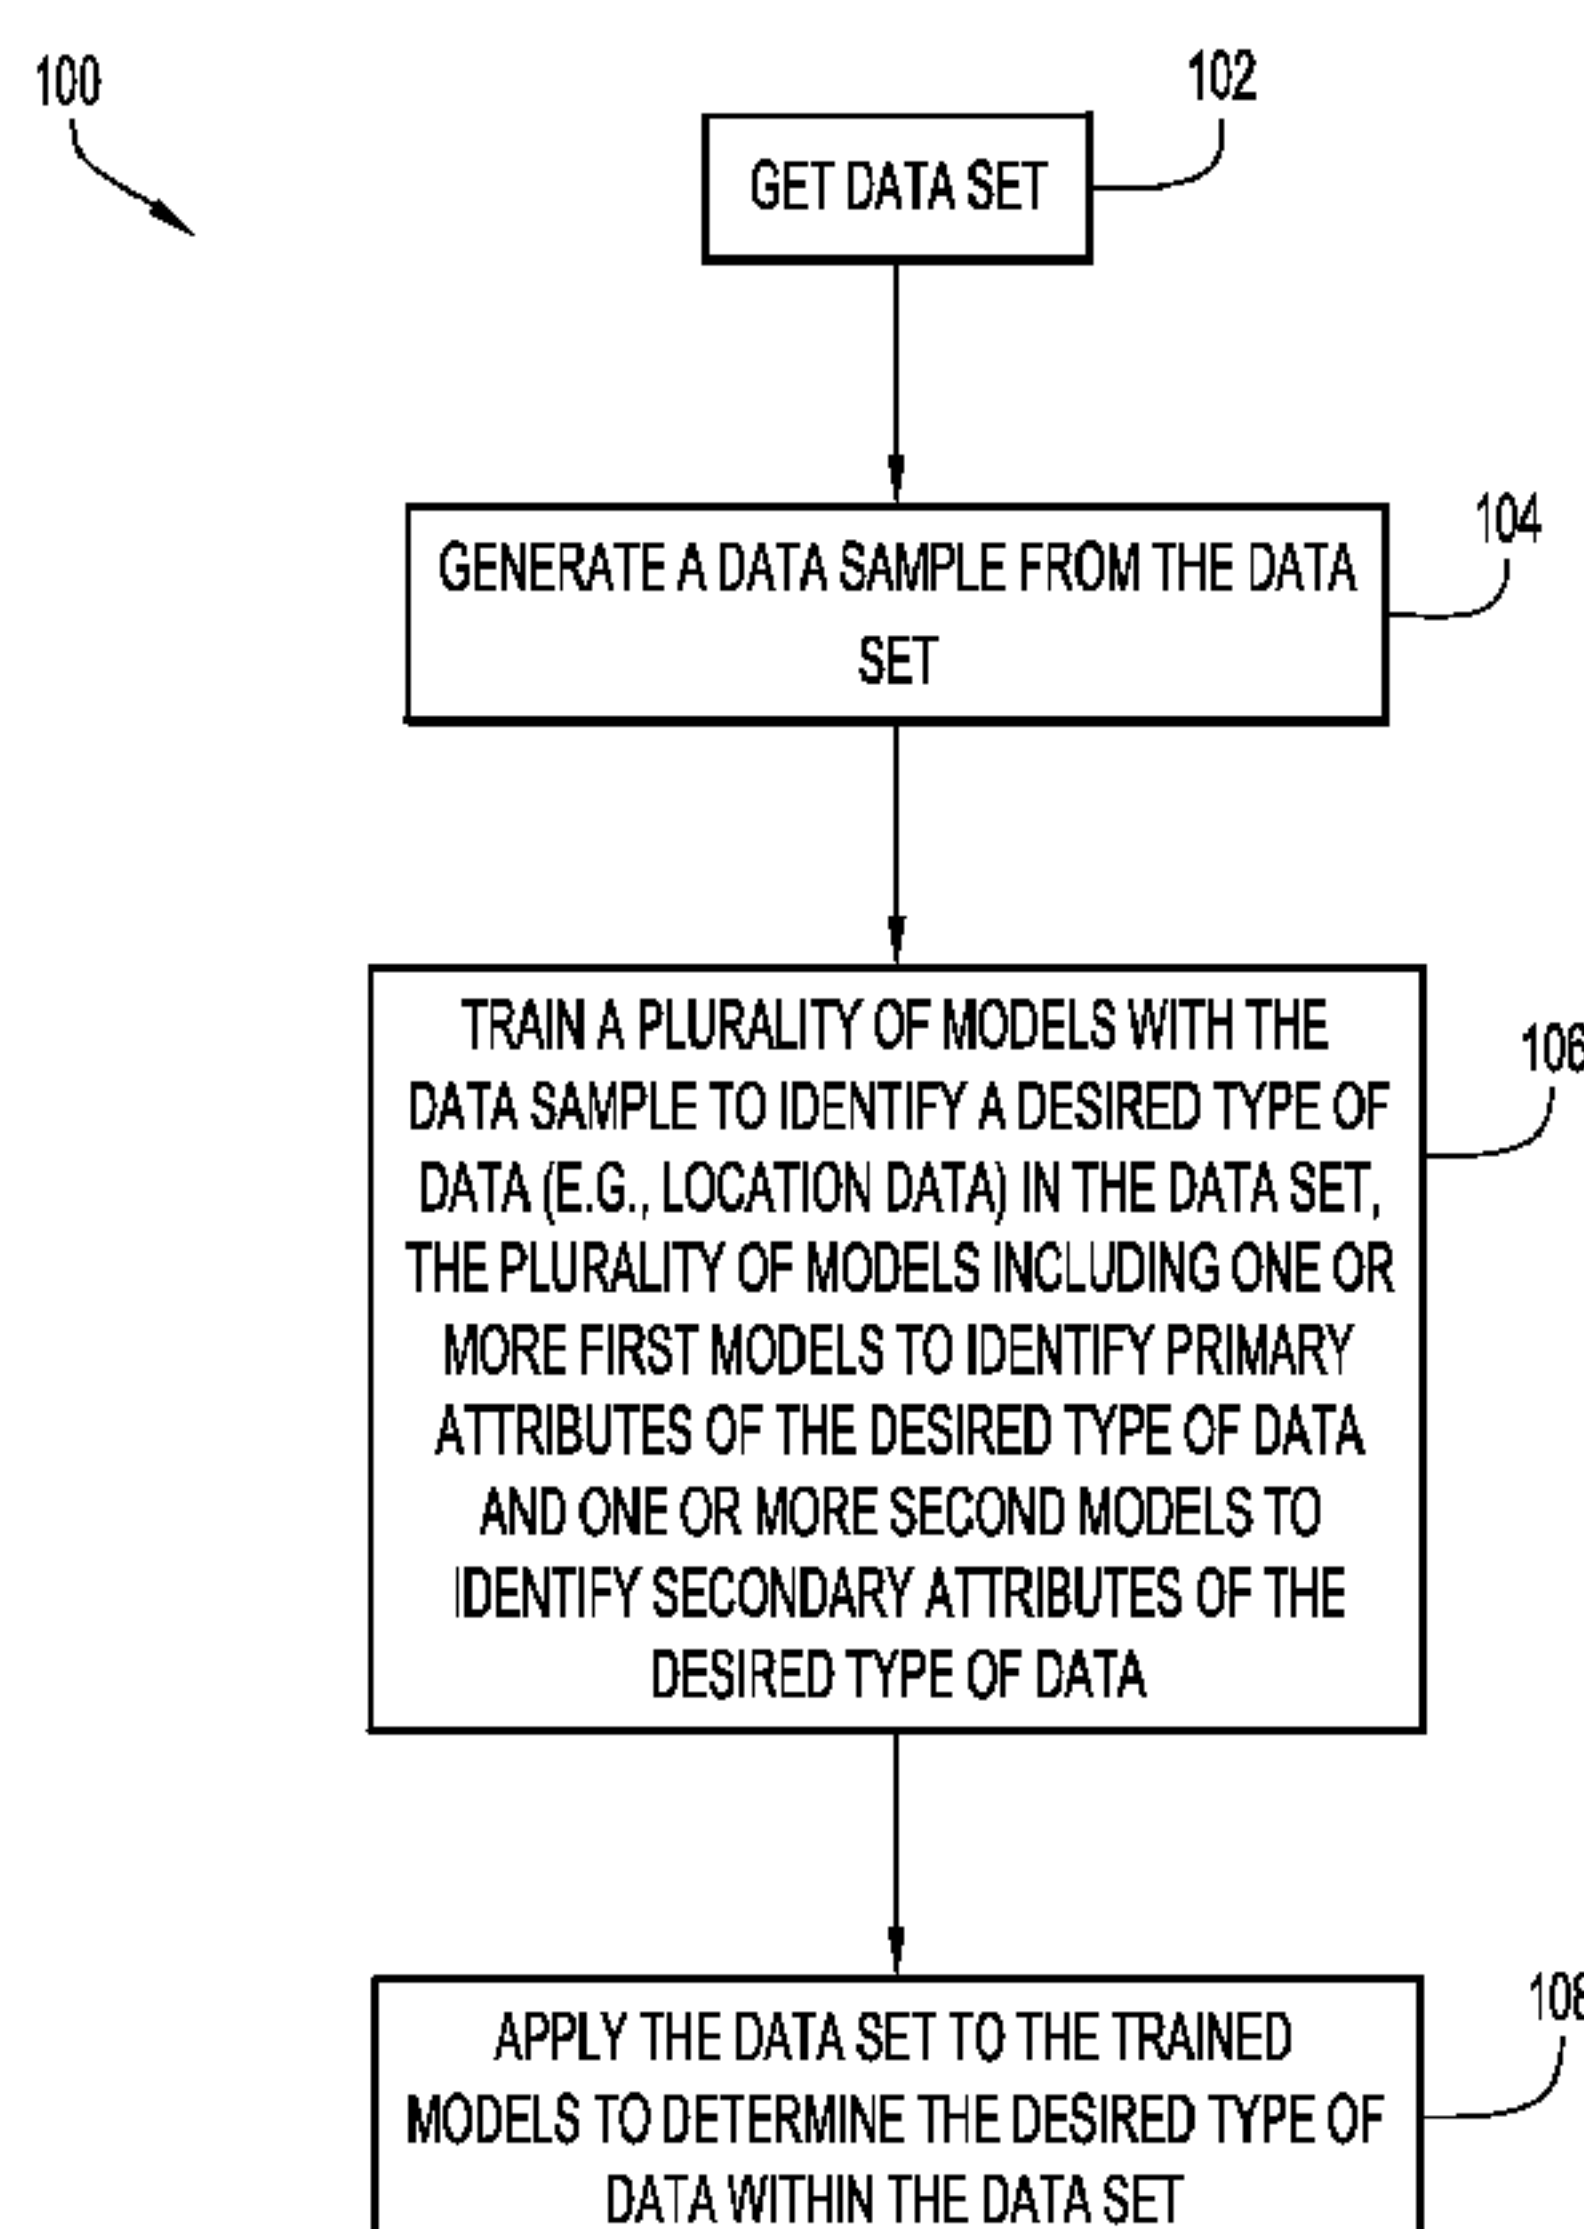 100
102
GET DATA SET
104
GENERATE A DATA SAMPLE FROM THE DATA
SET
106
TRAIN A PLURALITY OF MODELS WITH THE
DATA SAMPLE TO IDENTIFY A DESIRED TYPE OF
DATA (E.G., LOCATION DATA) IN THE DATA SET,
THE PLURALITY OF MODELS INCLUDING ONE OR
MORE FIRST MODELS TO IDENTIFY PRIMARY
ATTRIBUTES OF THE DESIRED TYPE OF DATA
AND ONE OR MORE SECOND MODELS TO
IDENTIFY SECONDARY ATTRIBUTES OF THE
DESIRED TYPE OF DATA
108
APPLY THE DATA SET TO THE TRAINED
MODELS TO DETERMINE THE DESIRED TYPE OF
DATA WITHIN THE DATA SET